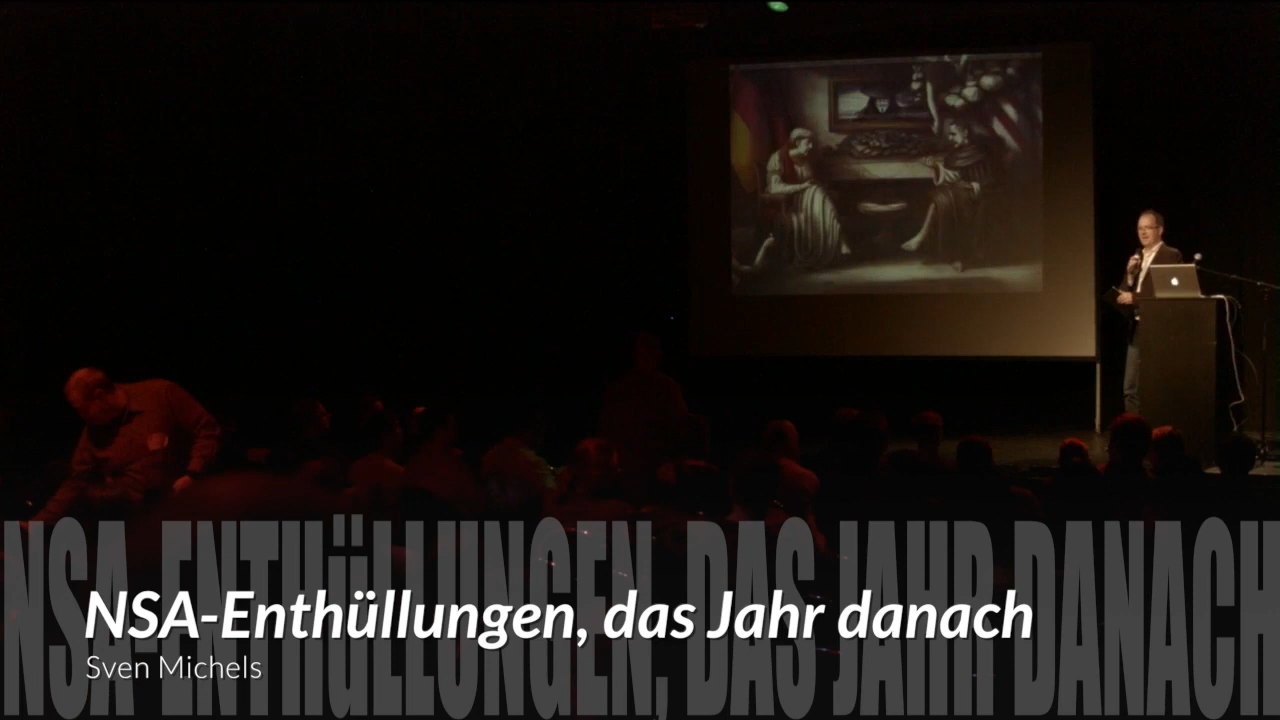 NSA-ENTHüLLUNGEN, DAS JAHR DANACH
NSA-Enthüllungen, das Jahr danach
Sven Michels